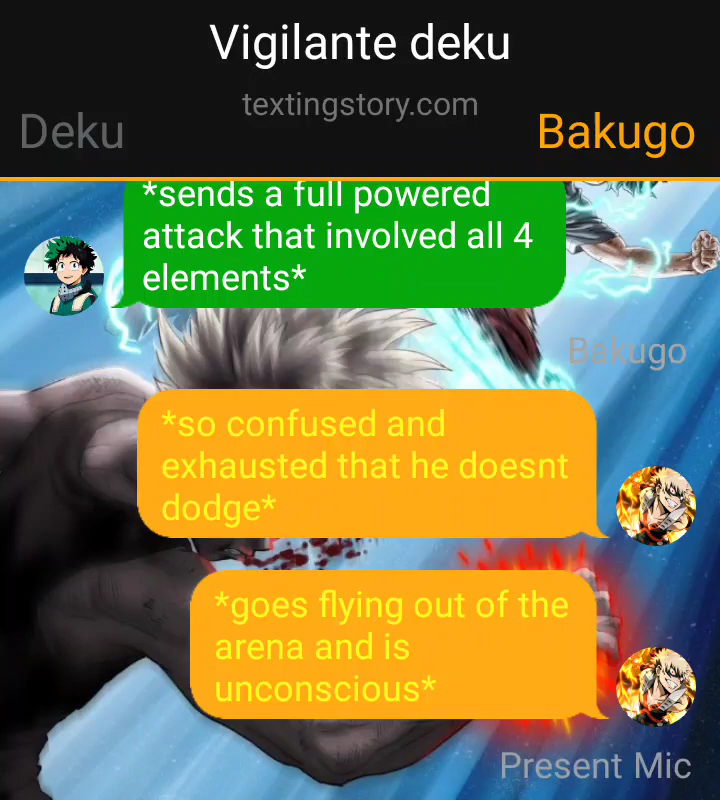 Vigilante deku
textingstory.com
Deku
Bakugo
*sends a full powered
attack that involved all 4
elements*
Bakugo
*so confused and
exhausted that he doesnt
dodge*
*goes flying out of the
arena and is
unconscious*
Present Mic